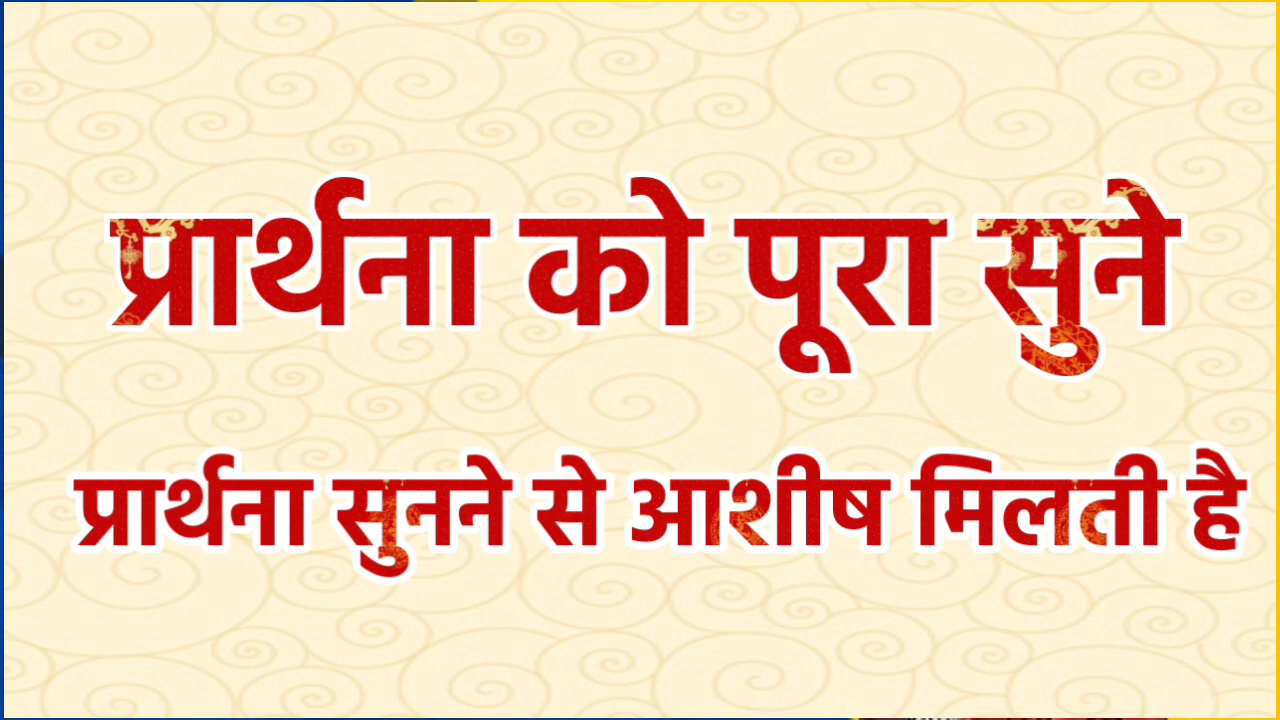 प्रार्थना को पूरा सुने
प्रार्थना सुनने से आशीष मिलती है